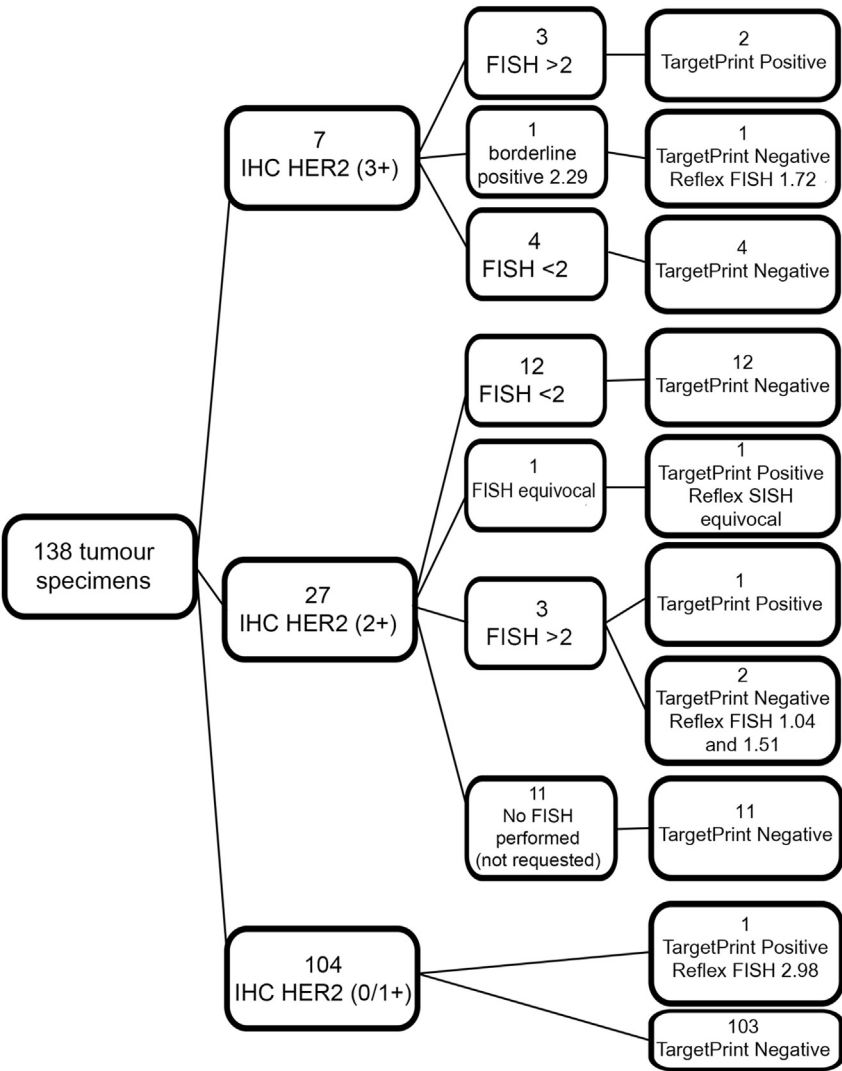 138 tumour
specimens
7
IHC HER2 (3+)
3
FISH >2
2
TargetPrint Positive
1
borderline
positive 2.29
1
TargetPrint Negative
Reflex FISH 1.72
4
FISH <2
4
TargetPrint Negative
27
IHC HER2 (2+)
12
FISH <2
12
TargetPrint Negative
1
FISH equivocal
1
TargetPrint Positive
Reflex SISH
equivocal
3
FISH >2
1
TargetPrint Positive
2
TargetPrint Negative
Reflex FISH 1.04
and 1.51
11
No FISH
performed
(not requested)
11
TargetPrint Negative
104
IHC HER2 (0/1+)
1
TargetPrint Positive
Reflex FISH 2.98
103
TargetPrint Negative